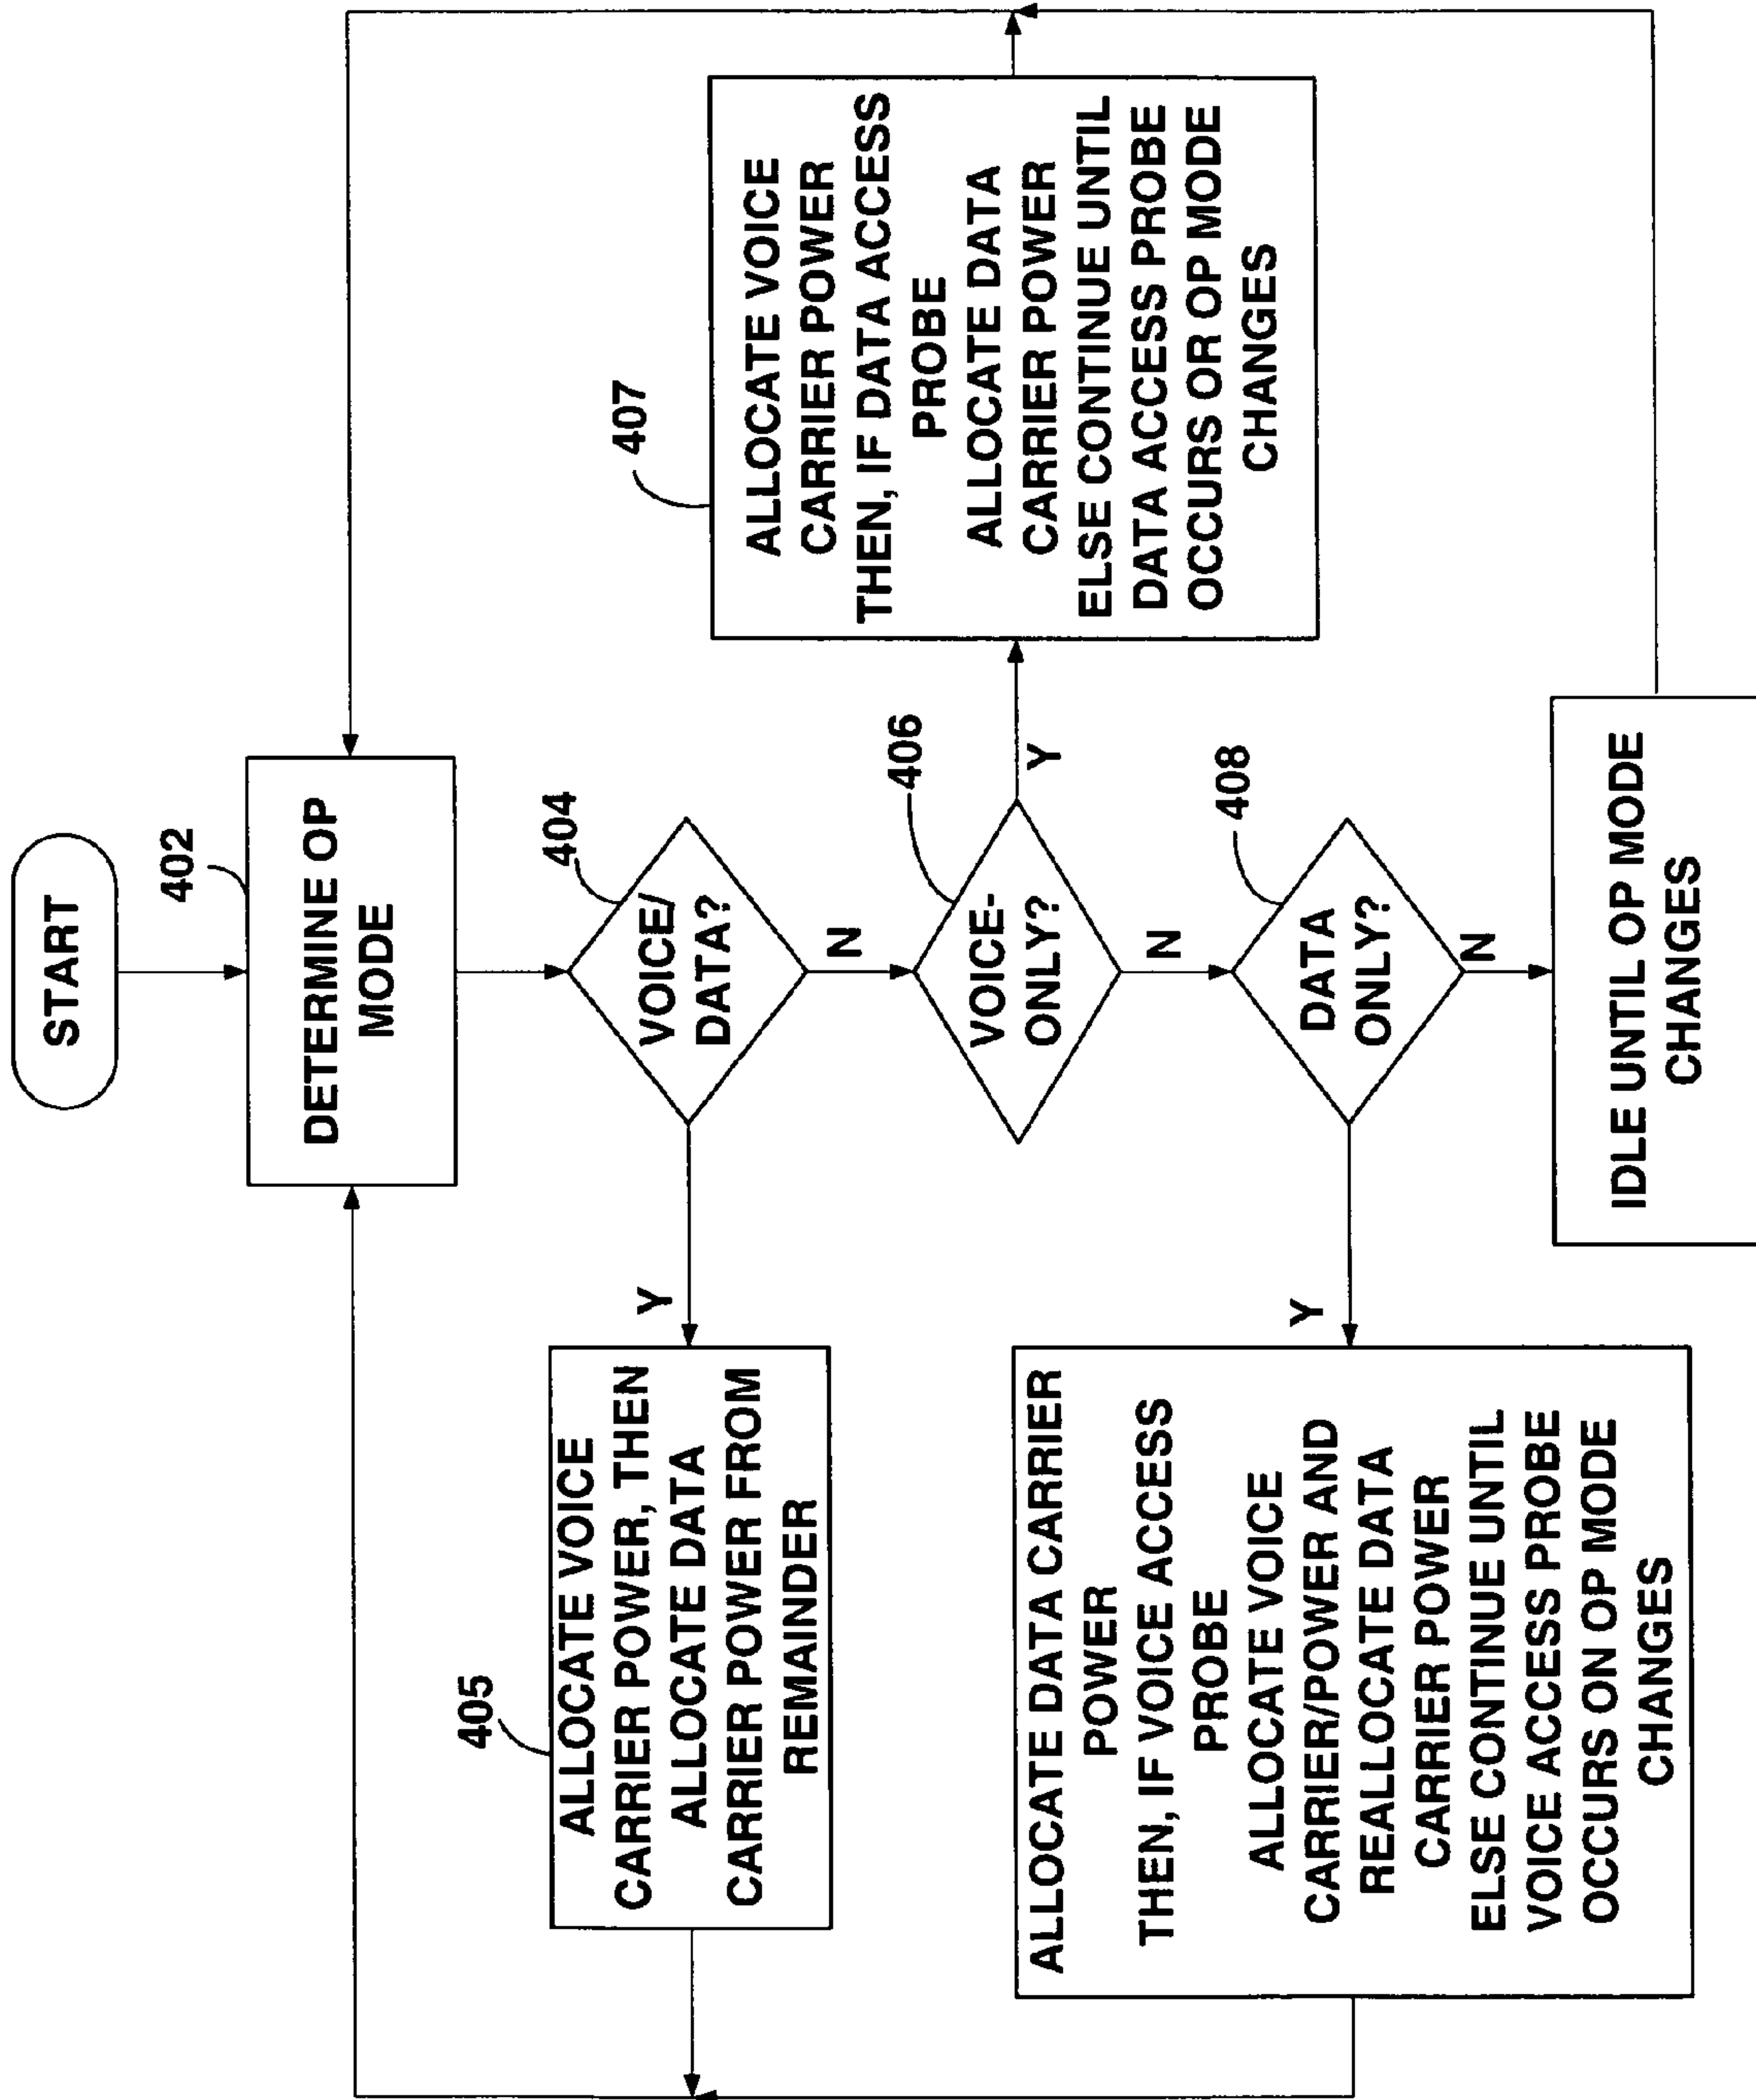 START
402
DETERMINE OP
MODE
404
VOICE/
DATA?
Y
N
405
ALLOCATE VOICE
CARRIER POWER, THEN
ALLOCATE DATA
CARRIER POWER FROM
REMAINDER
406
VOICE-
ONLY?
Y
N
407
ALLOCATE VOICE
CARRIER POWER
THEN, IF DATA ACCESS
PROBE
ALLOCATE DATA
CARRIER POWER
ELSE CONTINUE UNTIL
DATA ACCESS PROBE
OCCURS OR OP MODE
CHANGES
408
DATA
ONLY?
Y
N
ALLOCATE DATA CARRIER
POWER
THEN, IF VOICE ACCESS
PROBE
ALLOCATE VOICE
CARRIER/POWER AND
REALLOCATE DATA
CARRIER POWER
ELSE CONTINUE UNTIL
VOICE ACCESS PROBE
OCCURS ON OP MODE
CHANGES
IDLE UNTIL OP MODE
CHANGES